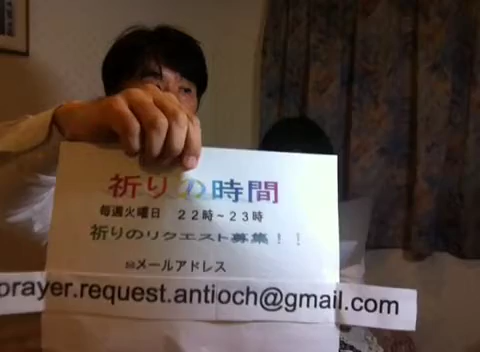 祈りの時間
毎週火曜日 22時~23時
祈りのリクエスト募集!!
✉メールアドレス
prayer.request.antioch@gmail.com